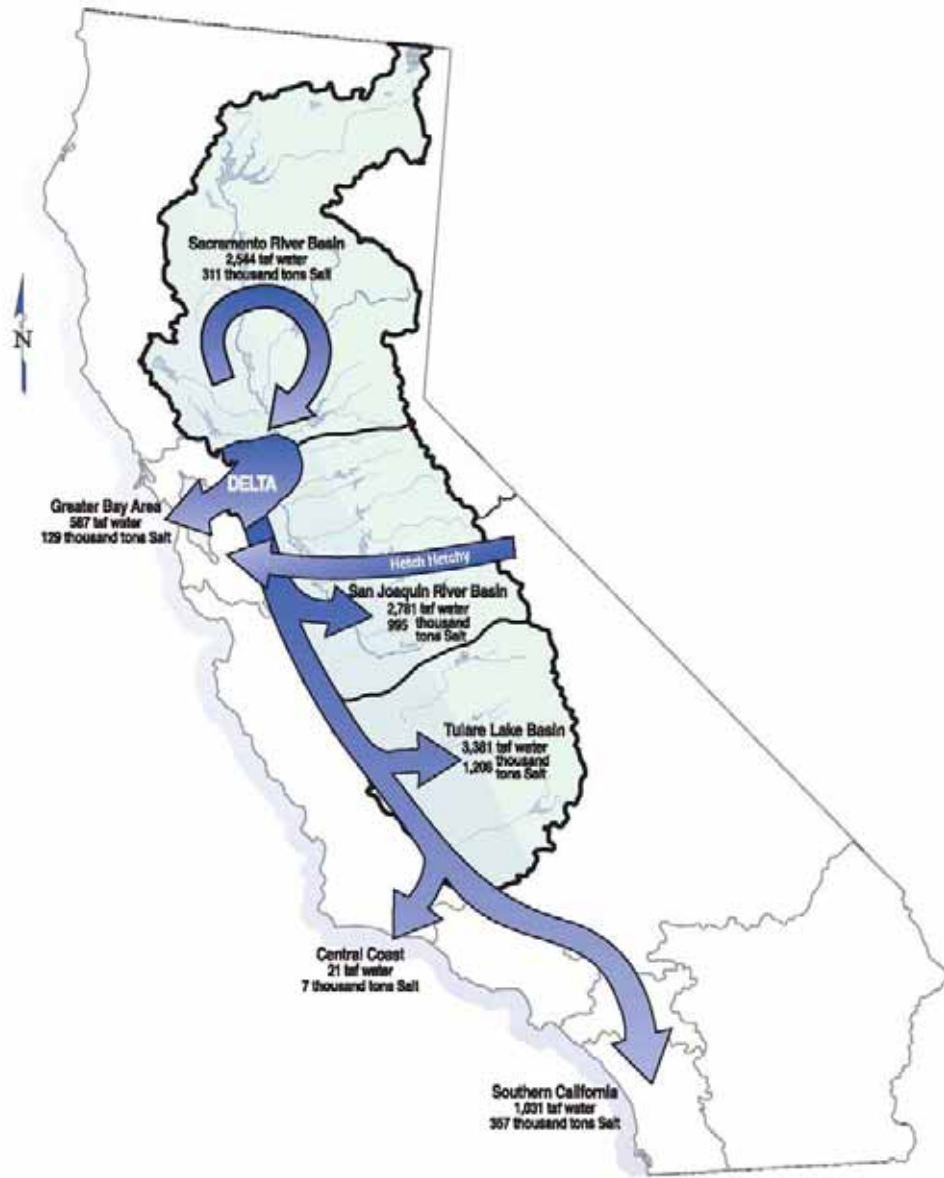 Sacramento River Basin
2,544 taf water
311 thousand tons Salt
N
DELTA
Greater Bay Area
587 taf water
129 thousand tons Salt
Hetch Hetchy
San Joaquin River Basin
2,781 taf water
995 thousand
tons Salt
Tulare Lake Basin
3,381 taf water
1,206 thousand
tons Salt
Central Coast
21 taf water
7 thousand tons Salt
Southern California
1,031 taf water
357 thousand tons Salt